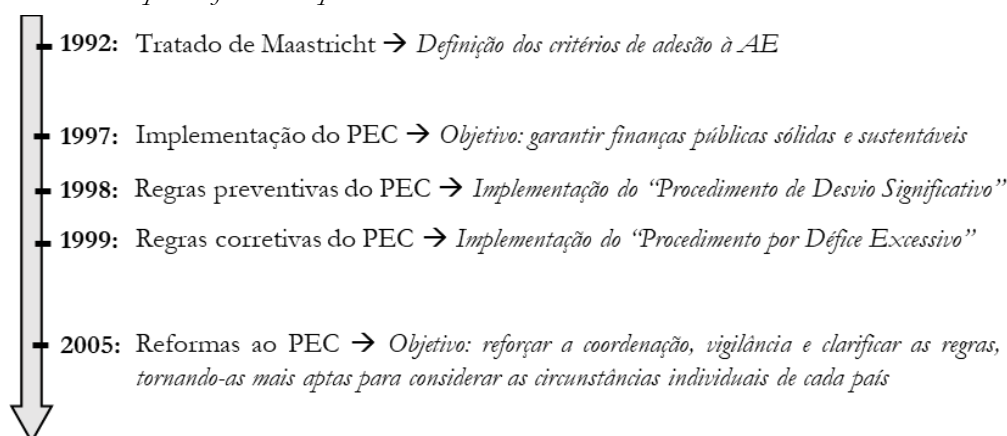 1992: Tratado de Maastricht → Definição dos critérios de adesão à AE
1997: Implementação do PEC → Objetivo: garantir finanças públicas sólidas e sustentáveis
1998: Regras preventivas do PEC → Implementação do “Procedimento de Desvio Significativo”
1999: Regras corretivas do PEC → Implementação do “Procedimento por Défice Excessivo”
2005: Reformas ao PEC → Objetivo: reforçar a coordenação, vigilância e clarificar as regras,
tornando-as mais aptas para considerar as circunstâncias individuais de cada país